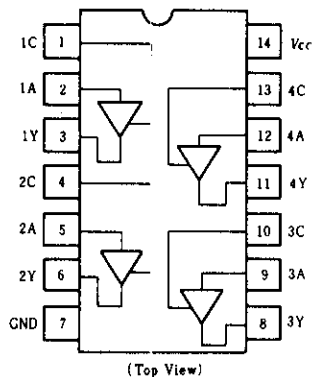 1C 1 14 Vcc
1A 2 13 4C
1Y 3 12 4A
2C 4 11 4Y
2A 5 10 3C
2Y 6 9 3A
GND 7 8 3Y
(Top View)